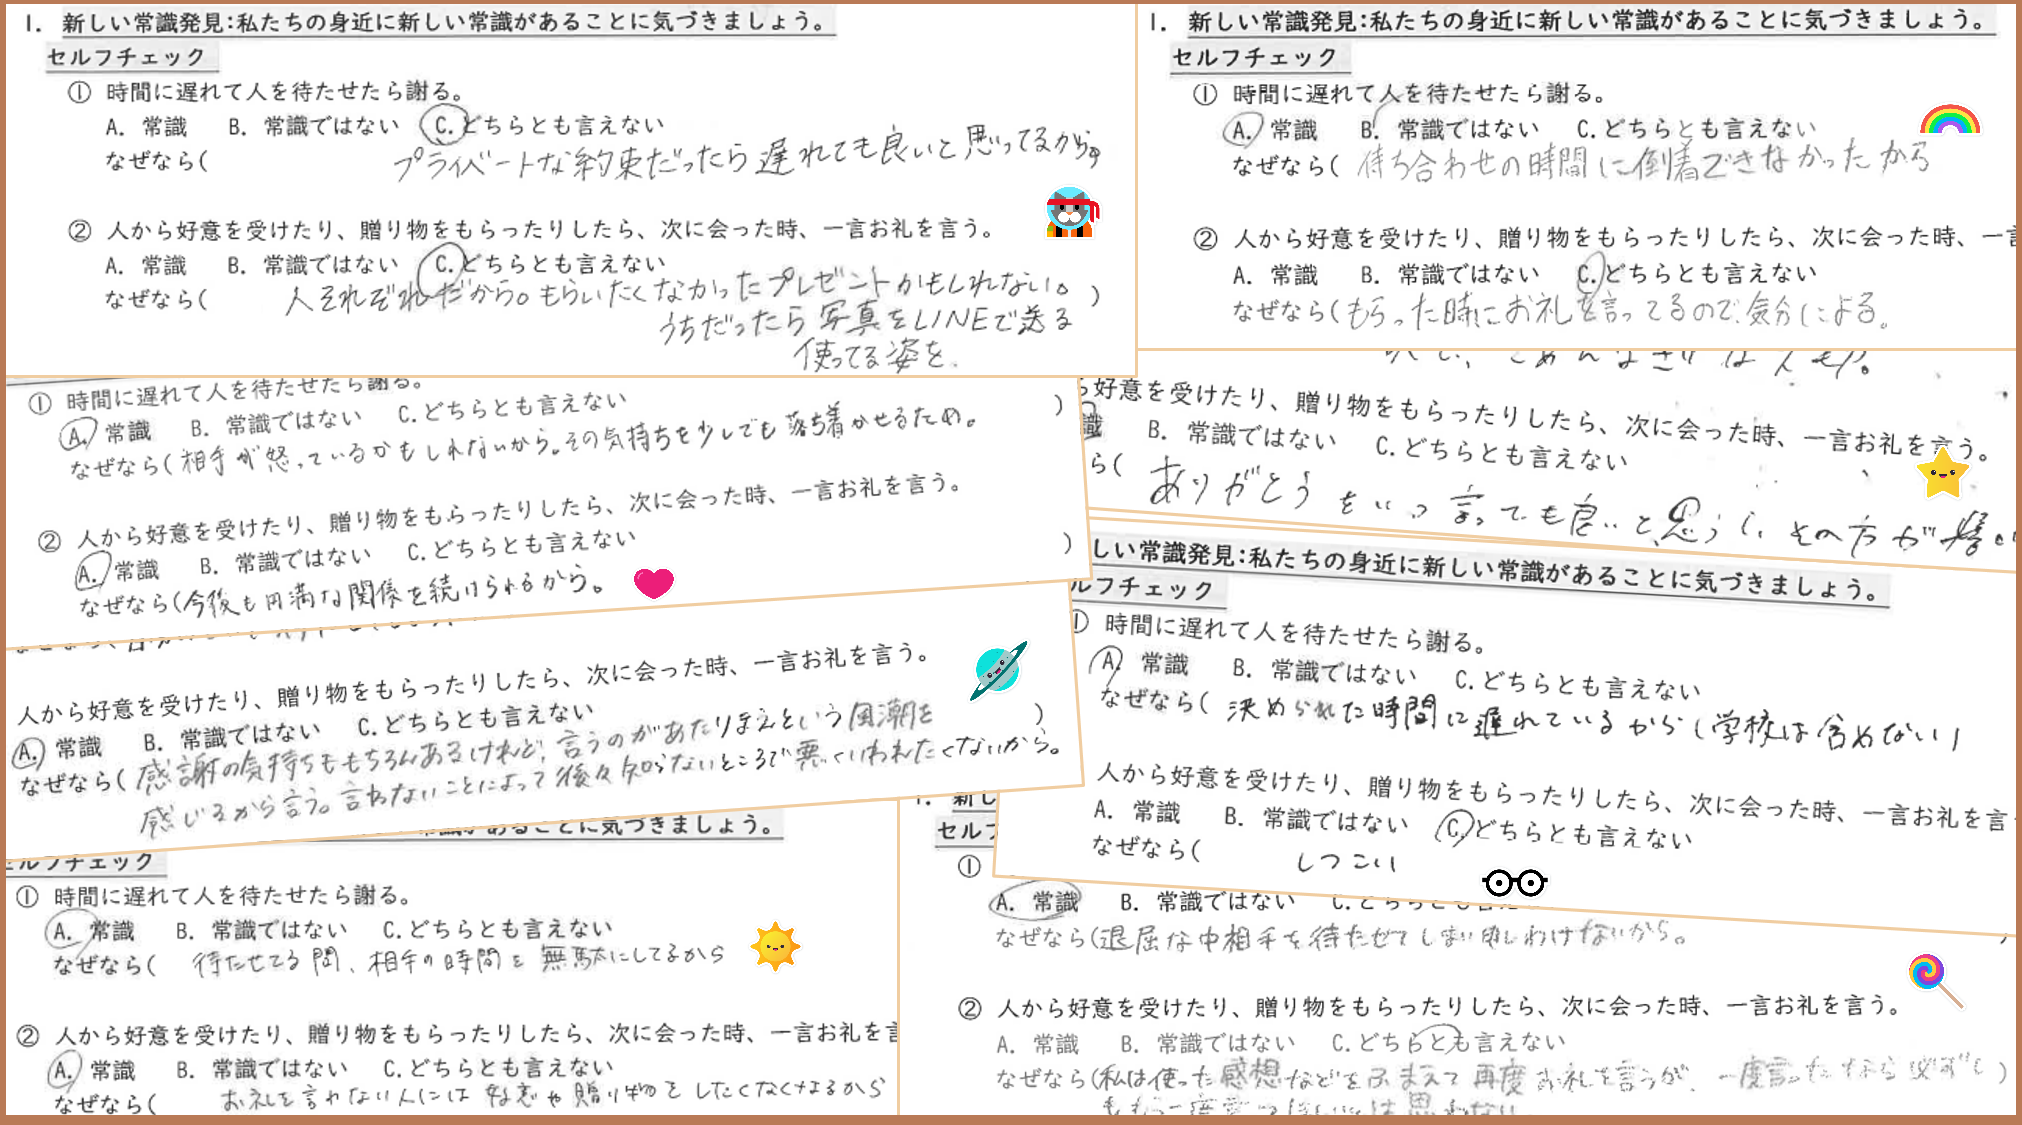 1. 新しい常識発見：私たちの身近に新しい常識があることに気づきましょう。
セルフチェック
① 時間に遅れて人を待たせたら謝る。
A. 常識 B. 常識ではない C.どちらとも言えない
なぜなら( プライベートな約束だったら遅れても良いと思ってるから )
② 人から好意を受けたり、贈り物をもらったりしたら、次に会った時、一言お礼を言う。
A. 常識 B. 常識ではない C.どちらとも言えない
なぜなら( 人それぞれだから。もらいたくなかったプレゼントかもしれない。 )
うちだったら写真をLINEで送る
使ってる姿を.
1. 新しい常識発見：私たちの身近に新しい常識があることに気づきましょう。
セルフチェック
① 時間に遅れて人を待たせたら謝る。
A. 常識 B. 常識ではない C.どちらとも言えない
なぜなら( 待ち合わせの時間に到着できなかったから
② 人から好意を受けたり、贈り物をもらったりしたら、次に会った時、一言
A. 常識 B. 常識ではない C.どちらとも言えない
なぜなら(もらった時にお礼を言ってるので、気分による。
① 時間に遅れて人を待たせたら謝る。
A. 常識 B. 常識ではない C.どちらとも言えない )
なぜなら(相手が怒っているかもしれないから。その気持ちを少しでも落ち着かせるため。
② 人から好意を受けたり、贈り物をもらったりしたら、次に会った時、一言お礼を言う。
A. 常識 B. 常識ではない C.どちらとも言えない )
なぜなら(今後も円満な関係を続けられるから。
ら好意を受けたり、贈り物をもらったりしたら、次に会った時、一言お礼を言う。
識 B. 常識ではない C.どちらとも言えない
ら( ありがとうをいっ言っても良いと思うし、その方が
人から好意を受けたり、贈り物をもらったりしたら、次に会った時、一言お礼を言う。
A. 常識 B. 常識ではない C.どちらとも言えない )
なぜなら(感謝の気持ちももちろんあるけれど、言うのがあたりまえという風潮を
感じるから言う。言わないことによって後々知らないところで悪くいわれたくないから。
しい常識発見：私たちの身近に新しい常識があることに気づきましょう。
ルフチェック
① 時間に遅れて人を待たせたら謝る。
A. 常識 B. 常識ではない C.どちらとも言えない
なぜなら( 決められた時間に遅れているから(学校は含めない)
人から好意を受けたり、贈り物をもらったりしたら、次に会った時、一言お礼を言
A. 常識 B. 常識ではない C.どちらとも言えない
なぜなら( しつこい
常識があることに気づきましょう。
セルフチェック
① 時間に遅れて人を待たせたら謝る。
A. 常識 B. 常識ではない C.どちらとも言えない
なぜなら( 待たせてる間、相手の時間を無駄にしてるから
② 人から好意を受けたり、贈り物をもらったりしたら、次に会った時、一言お礼を言
A. 常識 B. 常識ではない C.どちらとも言えない
なぜなら( お礼を言わない人には好意や贈り物をしたくなくなるから
1. 新し
セルフ
①
A. 常識 B. 常識ではない C.どちらとも言えない
なぜなら(退屈な中相手を待たせてしまい申しわけないから。
② 人から好意を受けたり、贈り物をもらったりしたら、次に会った時、一言お礼を言う。
A. 常識 B. 常識ではない C.どちらとも言えない
なぜなら(私は使った感想などをふまえて再度お礼を言うが、一度言ったなら必ずし )
ももう一度言ってほしいとは思わない